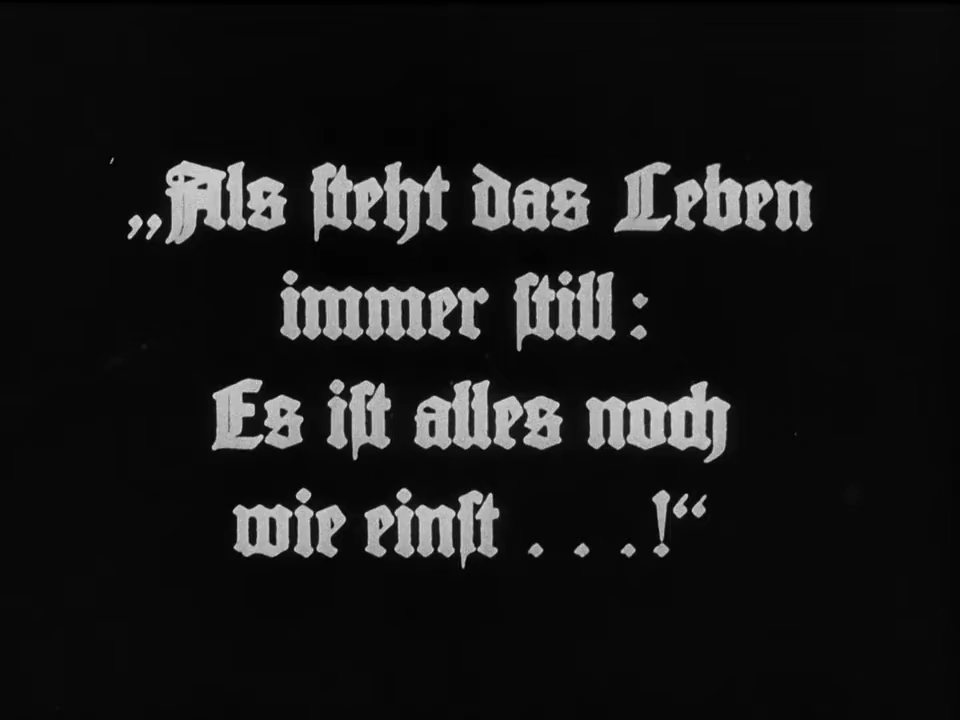 „Als steht das Leben
immer still:
Es ist alles noch
wie einst . . .!“